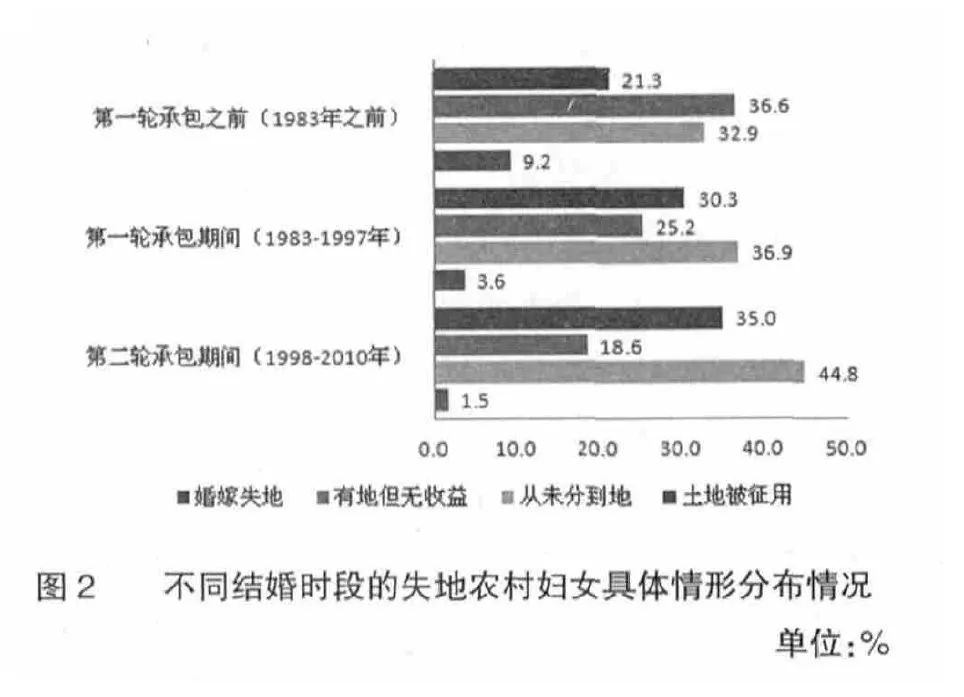 21.3
第一轮承包之前（1983年之前）
36.6
32.9
9.2
30.3
第一轮承包期间（1983-1997年）
25.2
36.9
3.6
35.0
第二轮承包期间（1998-2010年）
18.6
44.8
1.5
0.0 10.0 20.0 30.0 40.0 50.0
■婚嫁失地 ■有地但无收益 ■从未分到地 ■土地被征用
图2 不同结婚时段的失地农村妇女具体情形分布情况
单位:%